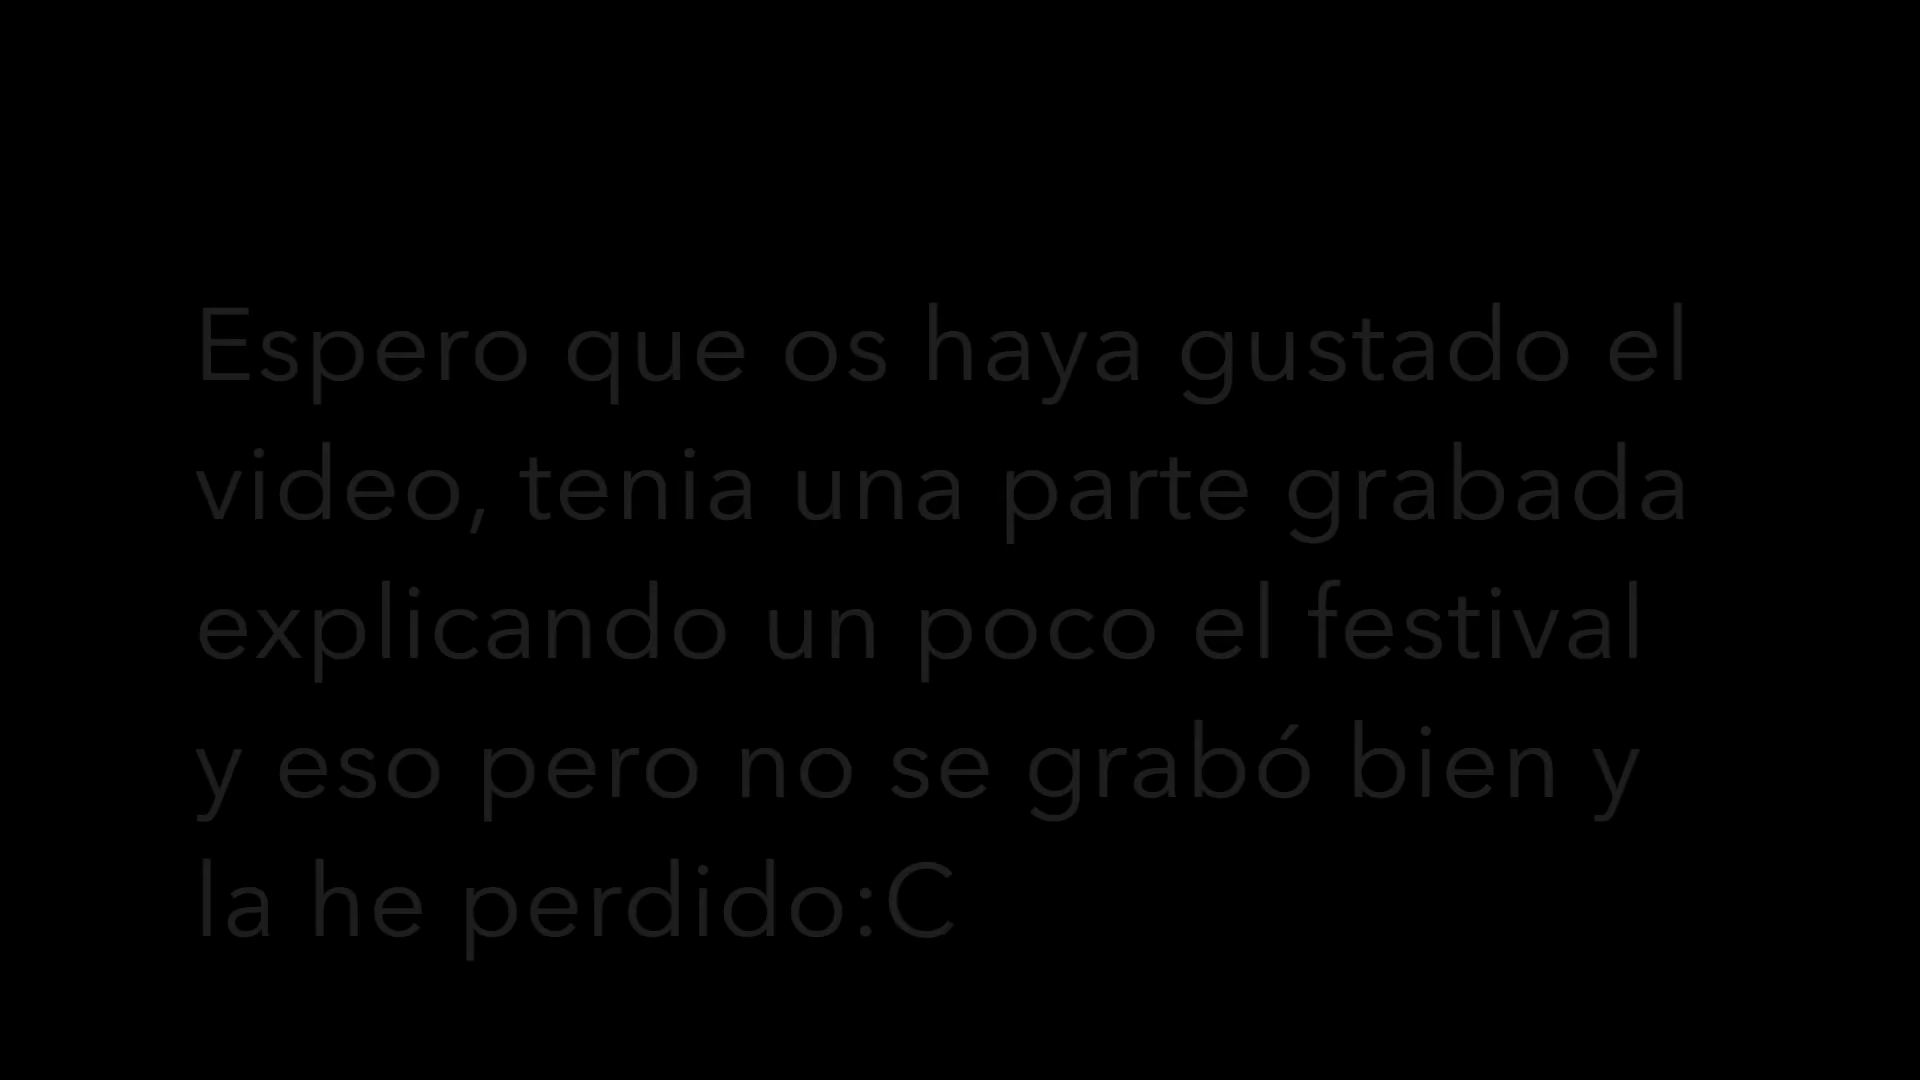 Espero que os haya gustado el
video, tenia una parte grabada
explicando un poco el festival
y eso pero no se grabó bien y
la he perdido:C